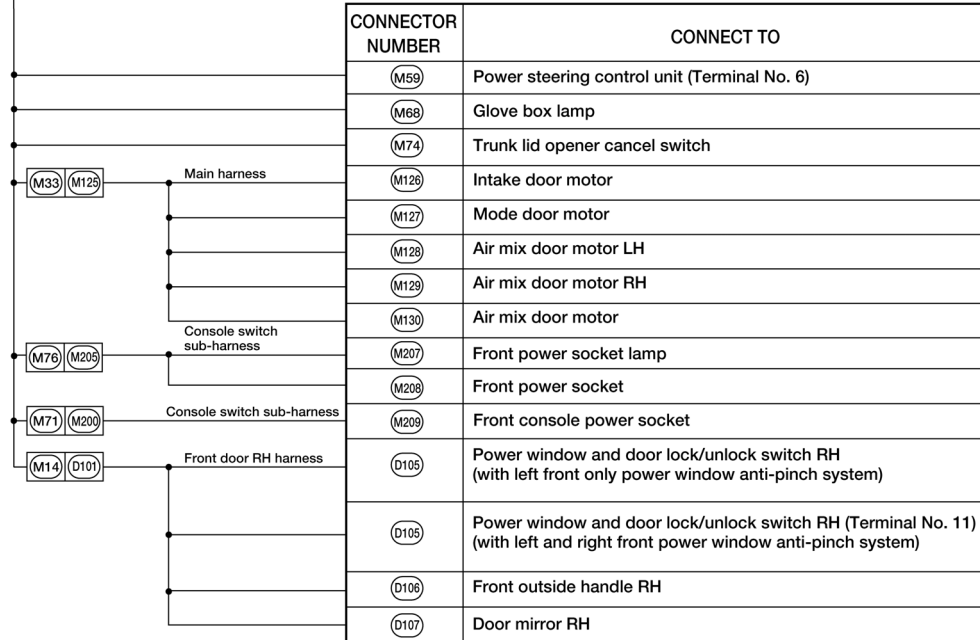 CONNECTOR
NUMBER
CONNECT TO
M59
Power steering control unit (Terminal No. 6)
M68
Glove box lamp
M74
Trunk lid opener cancel switch
M33 M125
Main harness
M126
Intake door motor
M127
Mode door motor
M128
Air mix door motor LH
M129
Air mix door motor RH
M130
Air mix door motor
Console switch
sub-harness
M76 M205
M207
Front power socket lamp
M208
Front power socket
M71 M200
Console switch sub-harness
M209
Front console power socket
M14 D101
Front door RH harness
D105
Power window and door lock/unlock switch RH
(with left front only power window anti-pinch system)
D105
Power window and door lock/unlock switch RH (Terminal No. 11)
(with left and right front power window anti-pinch system)
D106
Front outside handle RH
D107
Door mirror RH